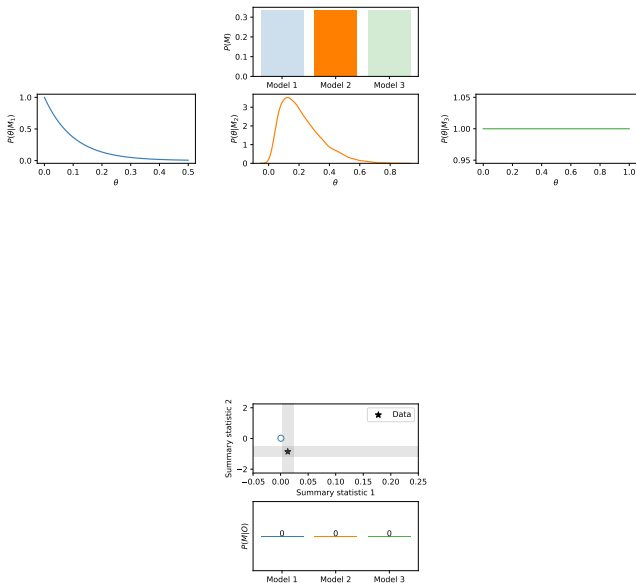 P(M)
0.3
0.2
0.1
0.0
Model 1 Model 2 Model 3
P(θ|M₁)
1.0
0.5
0.0
0.0 0.1 0.2 0.3 0.4 0.5
θ
P(θ|M₂)
3
2
1
0
0.0 0.2 0.4 0.6 0.8
θ
P(θ|M₃)
1.05
1.00
0.95
0.0 0.2 0.4 0.6 0.8 1.0
θ
Summary statistic 2
2
0
−2
Data
−0.05 0.00 0.05 0.10 0.15 0.20 0.25
Summary statistic 1
P(M|O)
0 0 0
Model 1 Model 2 Model 3